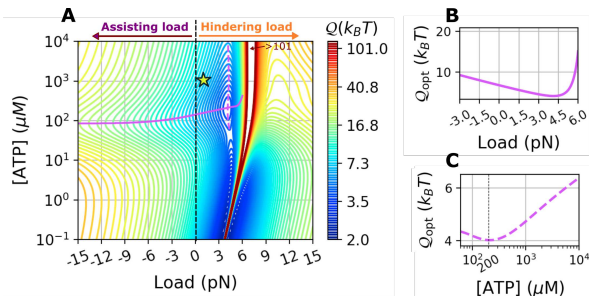 A
Assisting load
Hindering load
Q(k_BT)
>101
10^4
10^3
10^2
10^1
10^0
10^-1
[ATP] (μM)
-15 -12 -9 -6 -3 0 3 6 9 12 15
Load (pN)
101.0
40.8
16.8
7.3
3.5
2.0
B
20
10
Q_opt (k_BT)
-3.0 -1.5 0.0 1.5 3.0 4.5 6.0
Load (pN)
C
6
4
Q_opt (k_BT)
10^2 200 10^3 10^4
[ATP] (μM)